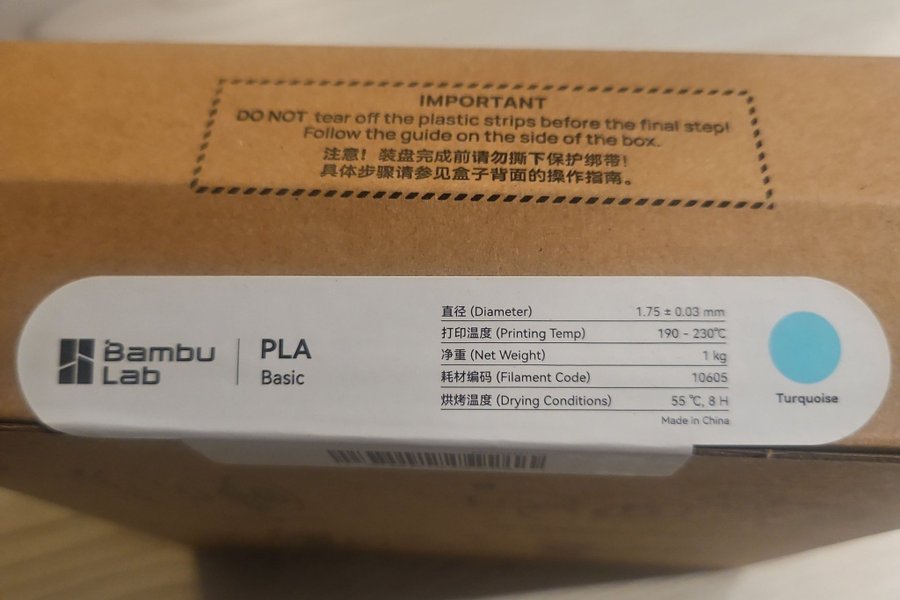 IMPORTANT
DO NOT tear off the plastic strips before the final step!
Follow the guide on the side of the box.
注意！装盘完成前请勿撕下保护绑带！
具体步骤请参见盒子背面的操作指南。
Bambu
Lab
PLA
Basic
直径 (Diameter) 1.75 ± 0.03 mm
打印温度 (Printing Temp) 190 - 230℃
净重 (Net Weight) 1 kg
耗材编码 (Filament Code) 10605
烘烤温度 (Drying Conditions) 55 ℃, 8 H
Made in China
Turquoise